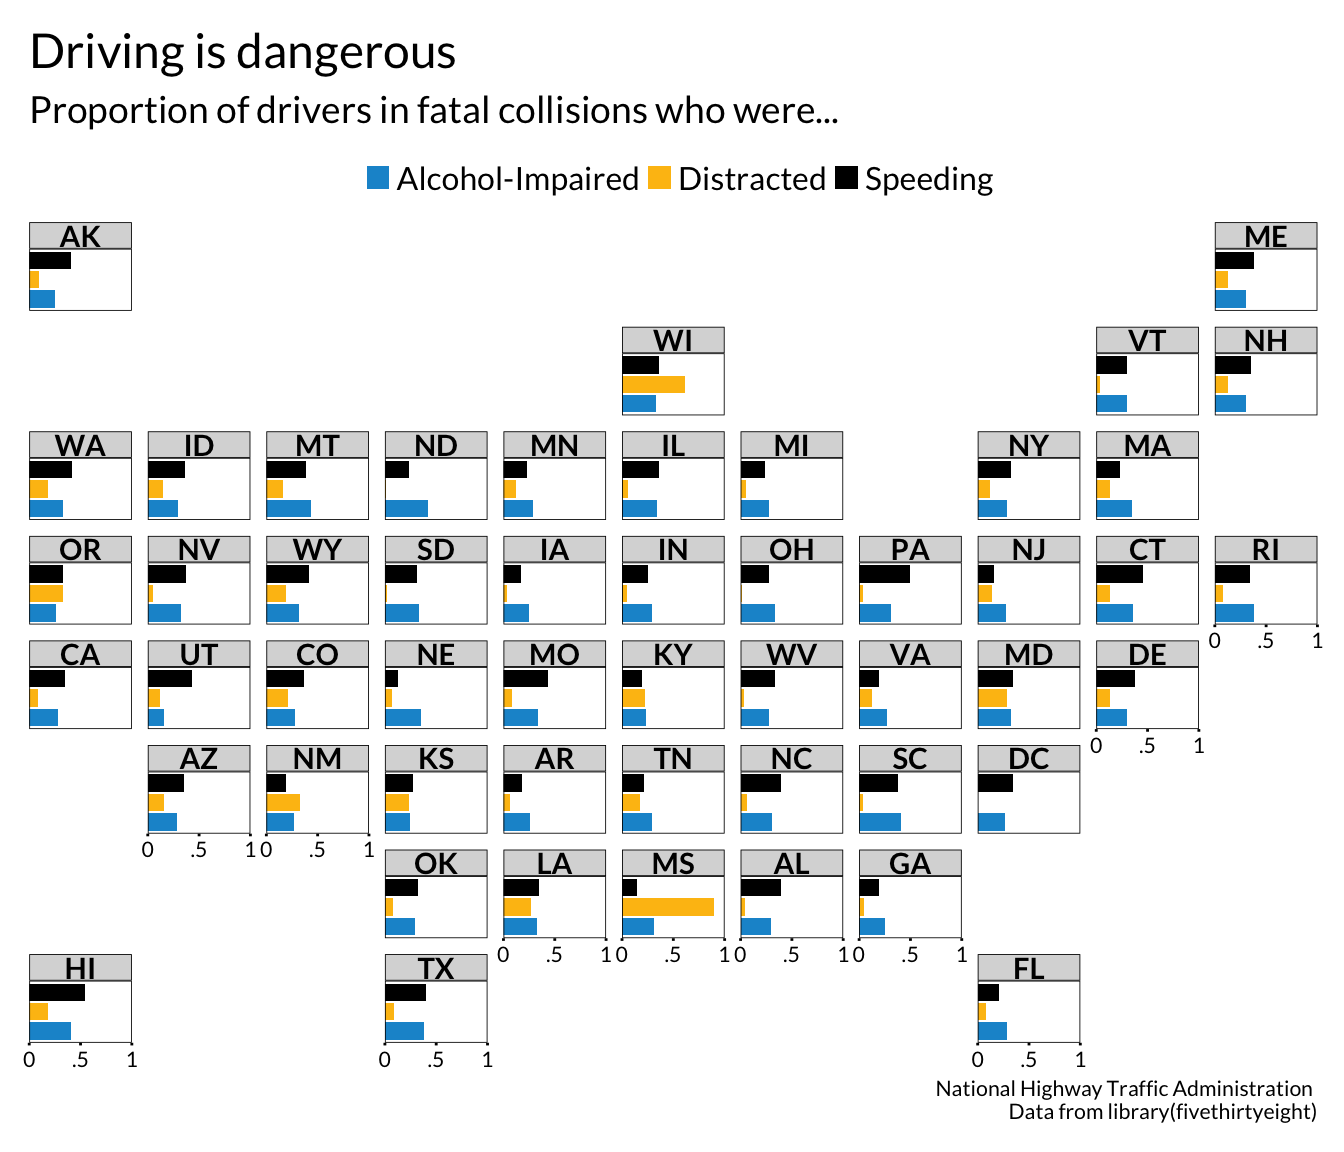 Driving is dangerous
Proportion of drivers in fatal collisions who were...
Alcohol-Impaired Distracted Speeding
AK ME
WI VT NH
WA ID MT ND MN IL MI NY MA
OR NV WY SD IA IN OH PA NJ CT RI
0 .5 1
CA UT CO NE MO KY WV VA MD DE
0 .5 1
AZ NM KS AR TN NC SC DC
0 .5 1 0 .5 1
OK LA MS AL GA
0 .5 1 0 .5 1 0 .5 1 0 .5 1
HI TX FL
0 .5 1 0 .5 1 0 .5 1
National Highway Traffic Administration
Data from library(fivethirtyeight)